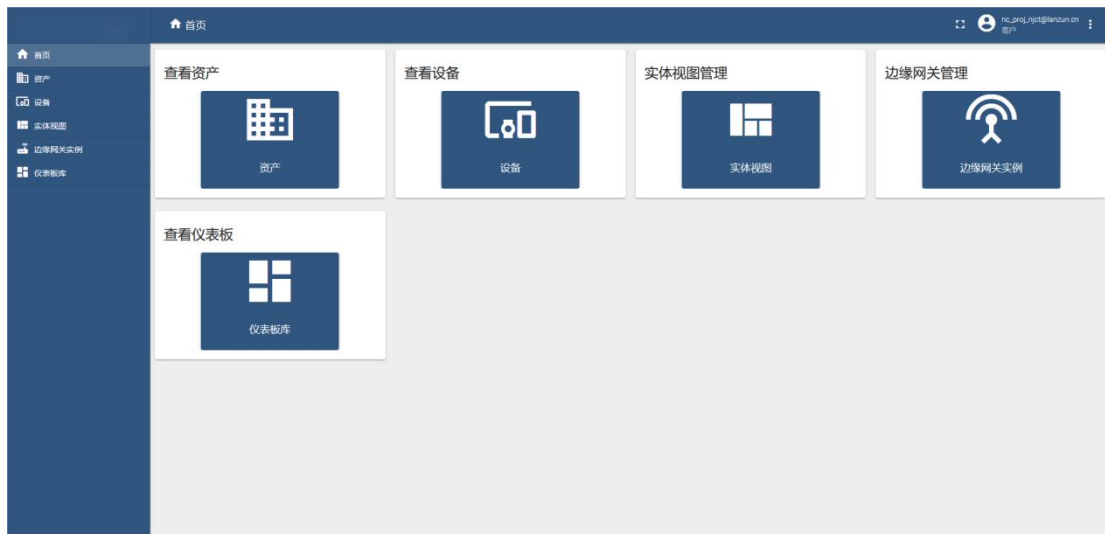 首页
nc_proj_njct@lanzun.cn
客户
首页
资产
设备
实体视图
边缘网关实例
仪表板库
查看资产
资产
查看设备
设备
实体视图管理
实体视图
边缘网关管理
边缘网关实例
查看仪表板
仪表板库